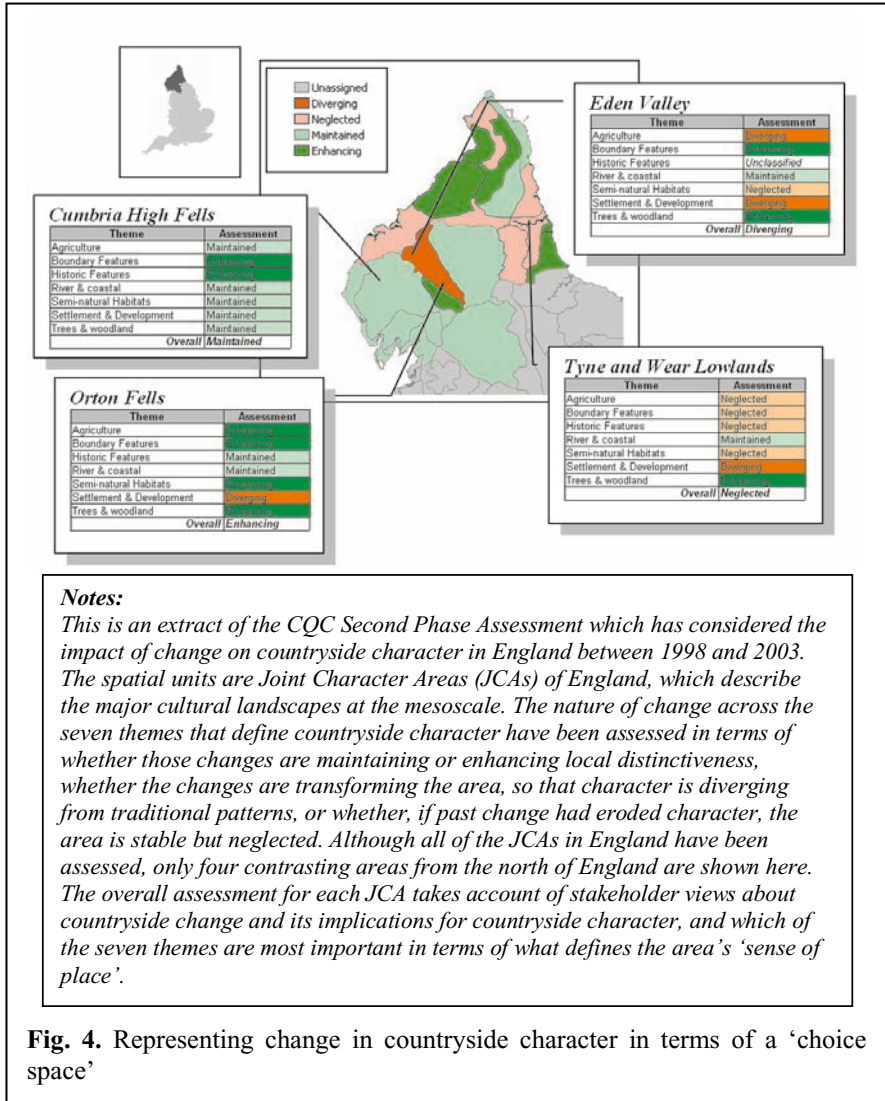 Unassigned
Diverging
Neglected
Maintained
Enhancing
Eden Valley
Theme Assessment
Agriculture Diverging
Boundary Features
Historic Features Unclassified
River & coastal Maintained
Semi-natural Habitats Neglected
Settlement & Development Diverging
Trees & woodland
Overall Diverging
Cumbria High Fells
Theme Assessment
Agriculture Maintained
Boundary Features
Historic Features
River & coastal Maintained
Semi-natural Habitats Maintained
Settlement & Development Maintained
Trees & woodland Maintained
Overall Maintained
Orton Fells
Theme Assessment
Agriculture
Boundary Features
Historic Features Maintained
River & coastal Maintained
Semi-natural Habitats
Settlement & Development Diverging
Trees & woodland
Overall Enhancing
Tyne and Wear Lowlands
Theme Assessment
Agriculture Neglected
Boundary Features Neglected
Historic Features Neglected
River & coastal Maintained
Semi-natural Habitats Neglected
Settlement & Development Diverging
Trees & woodland
Overall Neglected
Notes:
This is an extract of the CQC Second Phase Assessment which has considered the
impact of change on countryside character in England between 1998 and 2003.
The spatial units are Joint Character Areas (JCAs) of England, which describe
the major cultural landscapes at the mesoscale. The nature of change across the
seven themes that define countryside character have been assessed in terms of
whether those changes are maintaining or enhancing local distinctiveness,
whether the changes are transforming the area, so that character is diverging
from traditional patterns, or whether, if past change had eroded character, the
area is stable but neglected. Although all of the JCAs in England have been
assessed, only four contrasting areas from the north of England are shown here.
The overall assessment for each JCA takes account of stakeholder views about
countryside change and its implications for countryside character, and which of
the seven themes are most important in terms of what defines the area’s ‘sense of
place’.
Fig. 4. Representing change in countryside character in terms of a ‘choice
space’